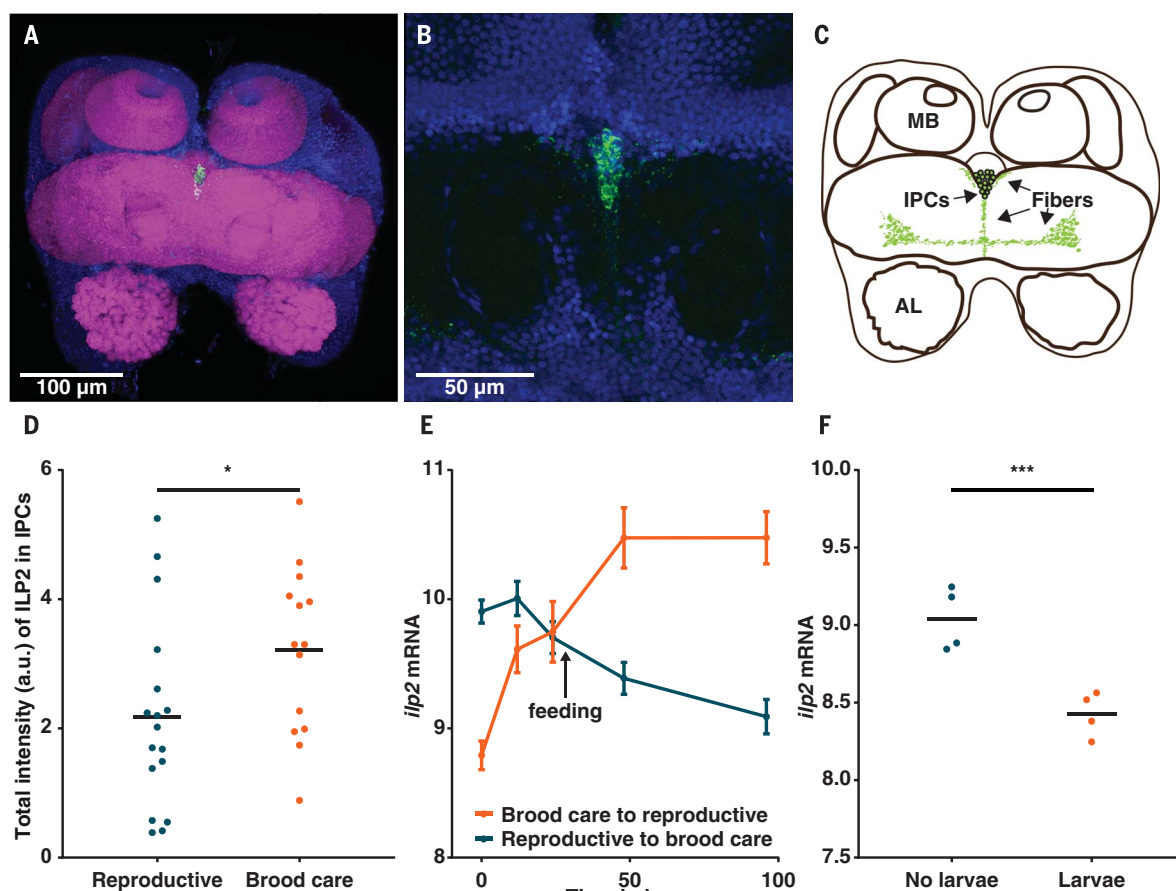 A
100 µm
B
50 µm
C
MB
IPCs
Fibers
AL
D
Total intensity (a.u.) of ILP2 in IPCs
6
4
2
0
*
Reproductive
Brood care
E
ilp2 mRNA
11
10
9
8
feeding
Brood care to reproductive
Reproductive to brood care
0
50
100
F
ilp2 mRNA
10.0
9.5
9.0
8.5
8.0
7.5
***
No larvae
Larvae